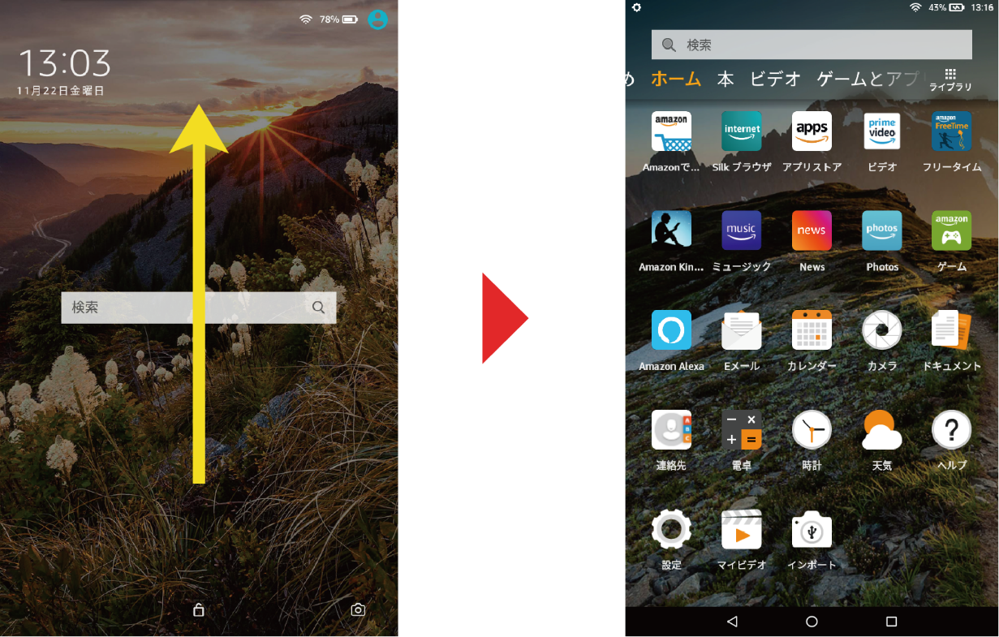 78%
13:03
11月22日金曜日
検索
43% 13:16
検索
め ホーム 本 ビデオ ゲームとアプリ
ライブラリ
amazon internet apps prime video amazon FreeTime
Amazonで... Silk ブラウザ アプリストア ビデオ フリータイム
music news photos amazon
Amazon Kin... ミュージック News Photos ゲーム
Amazon Alexa Eメール カレンダー カメラ ドキュメント
A
B
C
− × + = ?
連絡先 電卓 時計 天気 ヘルプ
設定 マイビデオ インポート